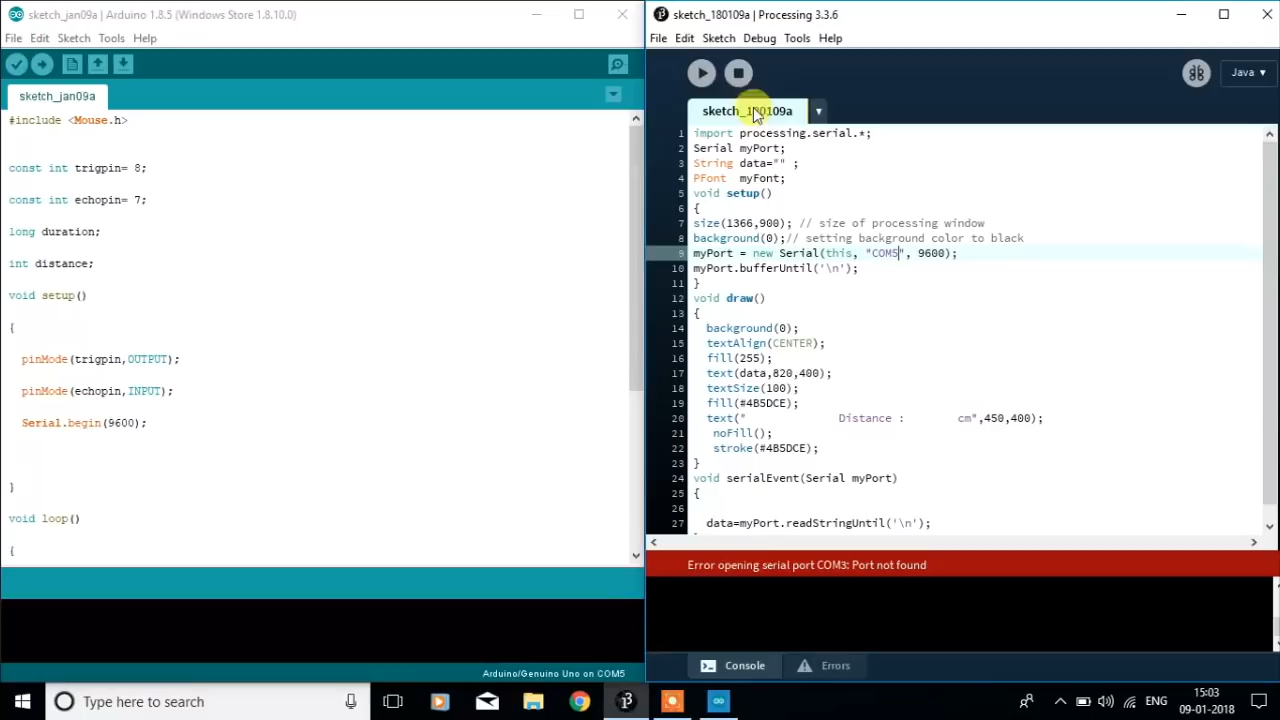 sketch_jan09a | Arduino 1.8.5 (Windows Store 1.8.10.0)
File Edit Sketch Tools Help
sketch_jan09a
#include <Mouse.h>
const int trigpin= 8;
const int echopin= 7;
long duration;
int distance;
void setup()
{
pinMode(trigpin,OUTPUT);
pinMode(echopin,INPUT);
Serial.begin(9600);
}
void loop()
{
Arduino/Genuino Uno on COM5
sketch_180109a | Processing 3.3.6
File Edit Sketch Debug Tools Help
Java ▾
sketch_180109a ▾
1 import processing.serial.*;
2 Serial myPort;
3 String data="" ;
4 PFont  myFont;
5 void setup()
6 {
7 size(1366,900); // size of processing window
8 background(0);// setting background color to black
9 myPort = new Serial(this, "COM5", 9600);
10 myPort.bufferUntil('\n');
11 }
12 void draw()
13 {
14 background(0);
15 textAlign(CENTER);
16 fill(255);
17 text(data,820,400);
18 textSize(100);
19 fill(#4B5DCE);
20 text("              Distance :        cm",450,400);
21 noFill();
22 stroke(#4B5DCE);
23 }
24 void serialEvent(Serial myPort)
25 {
26
27 data=myPort.readStringUntil('\n');
Error opening serial port COM3: Port not found
Console Errors
Type here to search
ENG
15:03
09-01-2018